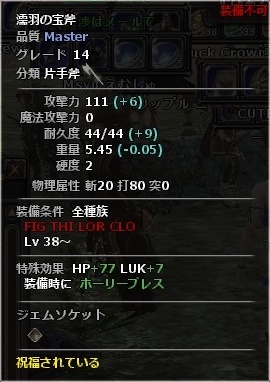 装備不可
濡羽の宝斧
品質 Master
グレード 14
分類 片手斧
攻撃力 111 (+6)
魔法攻撃力 0
耐久度 44/44 (+9)
重量 5.45 (-0.05)
硬度 2
物理属性 斬20 打80 突0
装備条件 全種族
FIG THI LOR CLO
Lv 38～
特殊効果 HP+77 LUK+7
装備時に ホーリーブレス
ジェムソケット
祝福されている